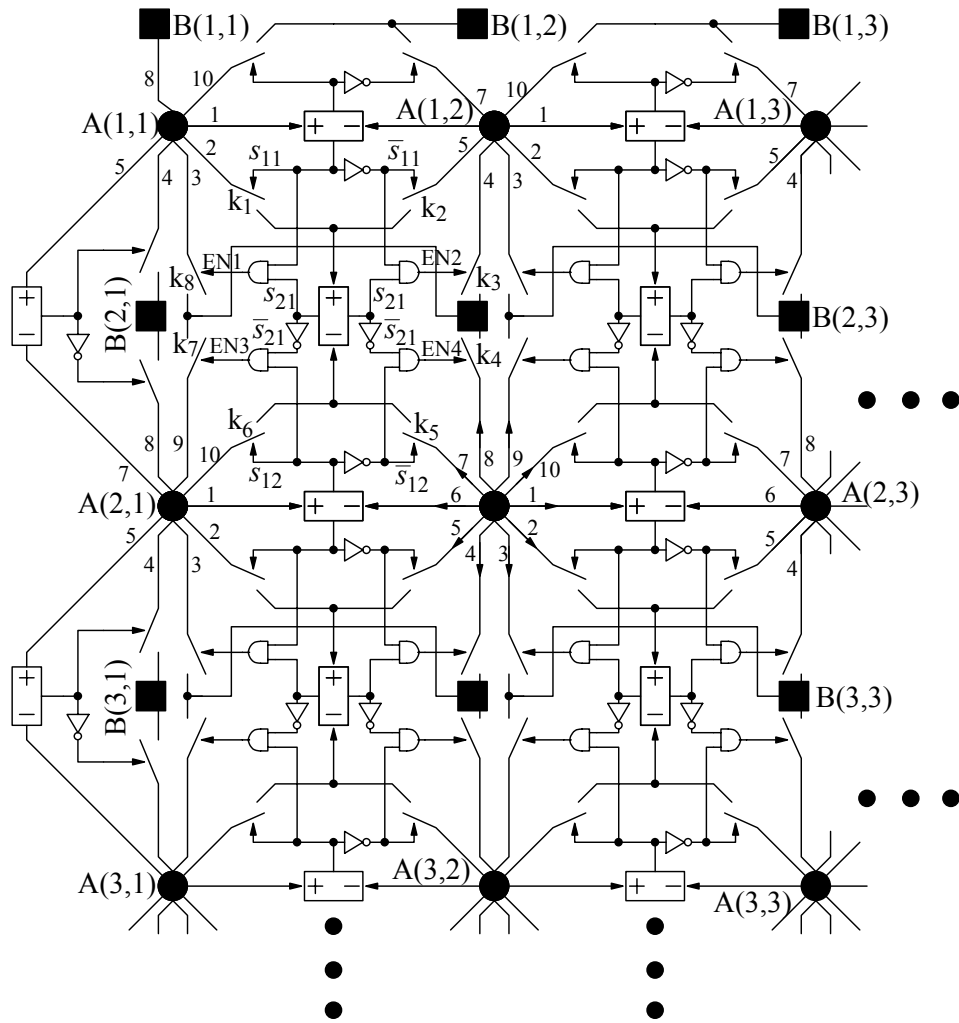 B(1,1) B(1,2) B(1,3)
8 10 7 10 7
A(1,1) 1 + − A(1,2) 1 + − A(1,3)
5 4 3 2 s11 s̅11 5 4 3 2 5 4
k1 k2
k8 EN1 EN2 k3
B(2,1) + − s21 + − s21 + − B(2,3)
k7 EN3 s̅21 s̅21 EN4 k4
k6 k5
7 8 9 10 s12 s̅12 7 8 9 10 7 8
A(2,1) 1 + − 6 1 + − 6 A(2,3)
5 4 3 2 5 4 3 2 5 4
B(3,1) + − + − + − B(3,3)
A(3,1) + − A(3,2) + − A(3,3)